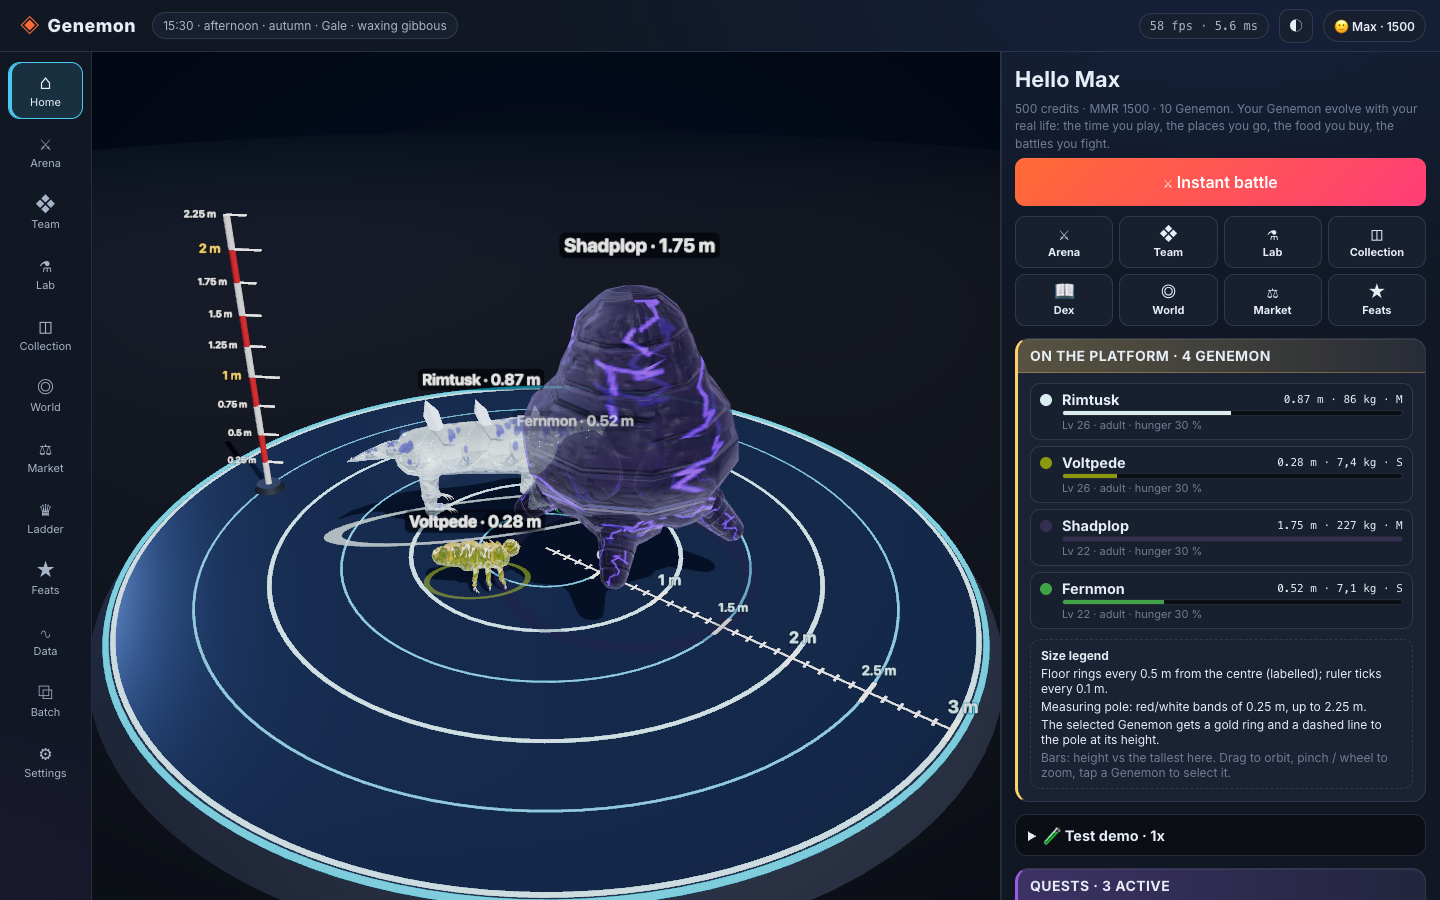 Genemon
15:30 · afternoon · autumn · Gale · waxing gibbous
58 fps · 5.6 ms
Max · 1500
Home
Arena
Team
Lab
Collection
World
Market
Ladder
Feats
Data
Batch
Settings
2.25 m
2 m
1.75 m
1.5 m
1.25 m
1 m
0.75 m
0.5 m
0.25 m
Shadplop · 1.75 m
Rimtusk · 0.87 m
Fernmon · 0.52 m
Voltpede · 0.28 m
1 m
1.5 m
2 m
2.5 m
3 m
Hello Max
500 credits · MMR 1500 · 10 Genemon. Your Genemon evolve with your
real life: the time you play, the places you go, the food you buy, the
battles you fight.
Instant battle
Arena
Team
Lab
Collection
Dex
World
Market
Feats
ON THE PLATFORM · 4 GENEMON
Rimtusk 0.87 m · 86 kg · M
Lv 26 · adult · hunger 30 %
Voltpede 0.28 m · 7,4 kg · S
Lv 26 · adult · hunger 30 %
Shadplop 1.75 m · 227 kg · M
Lv 22 · adult · hunger 30 %
Fernmon 0.52 m · 7,1 kg · S
Lv 22 · adult · hunger 30 %
Size legend
Floor rings every 0.5 m from the centre (labelled); ruler ticks
every 0.1 m.
Measuring pole: red/white bands of 0.25 m, up to 2.25 m.
The selected Genemon gets a gold ring and a dashed line to
the pole at its height.
Bars: height vs the tallest here. Drag to orbit, pinch / wheel to
zoom, tap a Genemon to select it.
Test demo · 1x
QUESTS · 3 ACTIVE